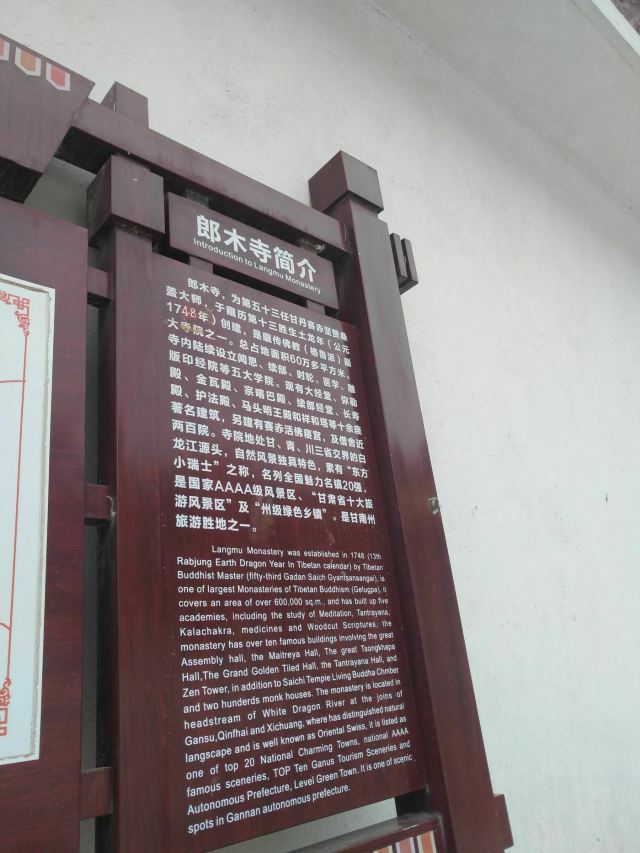 郎木寺简介
Introduction to Langmu Monastery
郎木寺，为第五十三任甘丹赛赤坚赞桑
盖大师，于藏历第十三胜生土龙年（公元
1748年）创建，是藏传佛教（格鲁派）最
大寺院之一。总占地面积60万多平方米，
寺内陆续设立闻思、续部、时轮、医学、雕
版印经院等五大学院。现有大经堂、弥勒
殿、金瓦殿、宗喀巴殿、续部经堂、长寿
殿、护法殿、马头明王殿和祥和塔等十余座
著名建筑，另建有赛赤活佛寝宫，及僧舍近
两百院。寺院地处甘、青、川三省交界的白
龙江源头，自然风景独具特色，素有“东方
小瑞士”之称，名列全国魅力名镇20强，
是国家AAAA级风景区、“甘肃省十大旅
游风景区”及“州级绿色乡镇”。是甘南州
旅游胜地之一。
Langmu Monastery was established in 1748 (13th
Rabjung Earth Dragon Year in Tibetan calendar) by Tibetan
Buddhist Master (fifty-third Gadan Saich Gyantsansangai), is
one of largest Monasteries of Tibetan Buddhism (Gelugpa), it
covers an area of over 600,000 sq.m., and has built up five
academies, including the study of Meditation, Tantrayana,
Kalachakra, medicines and Woodcut Scriptures, the
monastery has over ten famous buildings involving the great
Assembly hall, the Maitreya Hall, The great Tsongkhapa
Hall,The Grand Golden Tiled Hall, the Tantrayana Hall, and
Zen Tower, in addition to Saichi Temple Living Buddha Chmber
and two hunderds monk houses. The monastery is located in
headstream of White Dragon River at the joins of
Gansu,Qinfhai and Xichuang, where has distinguished natural
langscape and is well known as Oriental Swiss, it is listed as
one of top 20 National Charming Towns, national AAAA
famous sceneries, TOP Ten Ganus Tourism Sceneries and
Autonomous Prefecture, Level Green Town. It is one of scenic
spots in Gannan autonomous prefecture.